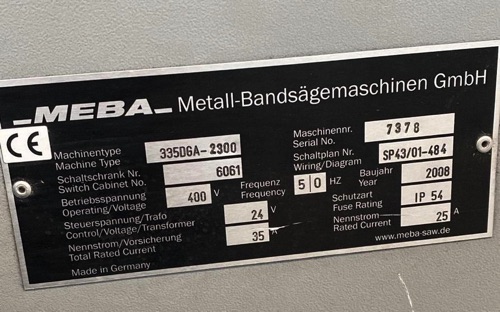 MEBA Metall-Bandsägemaschinen GmbH
CE
Machinentype 335DGA-2300
Machine Type
Schaltschrank Nr. 6061
Switch Cabinet No.
Betriebsspannung 400 V
Operating/Voltage
Frequenz 50 HZ
Frequency
Steuerspannung/Trafo 24 V
Control/Voltage/Transformer
Nennstrom/Vorsicherung 35 A
Total Rated Current
Made in Germany
Maschinennr. 7378
Serial No.
Schaltplan Nr. SP43/01-484
Wiring/Diagram
Baujahr 2008
Year
Schutzart IP 54
Fuse Rating
Nennstrom 25 A
Rated Current
www.meba-saw.de